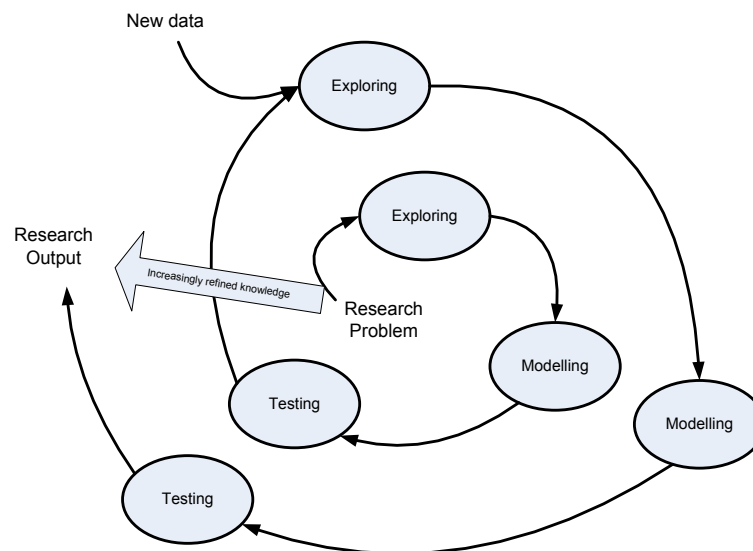 New data
Exploring
Exploring
Research
Output
Increasingly refined knowledge
Research
Problem
Modelling
Testing
Modelling
Testing